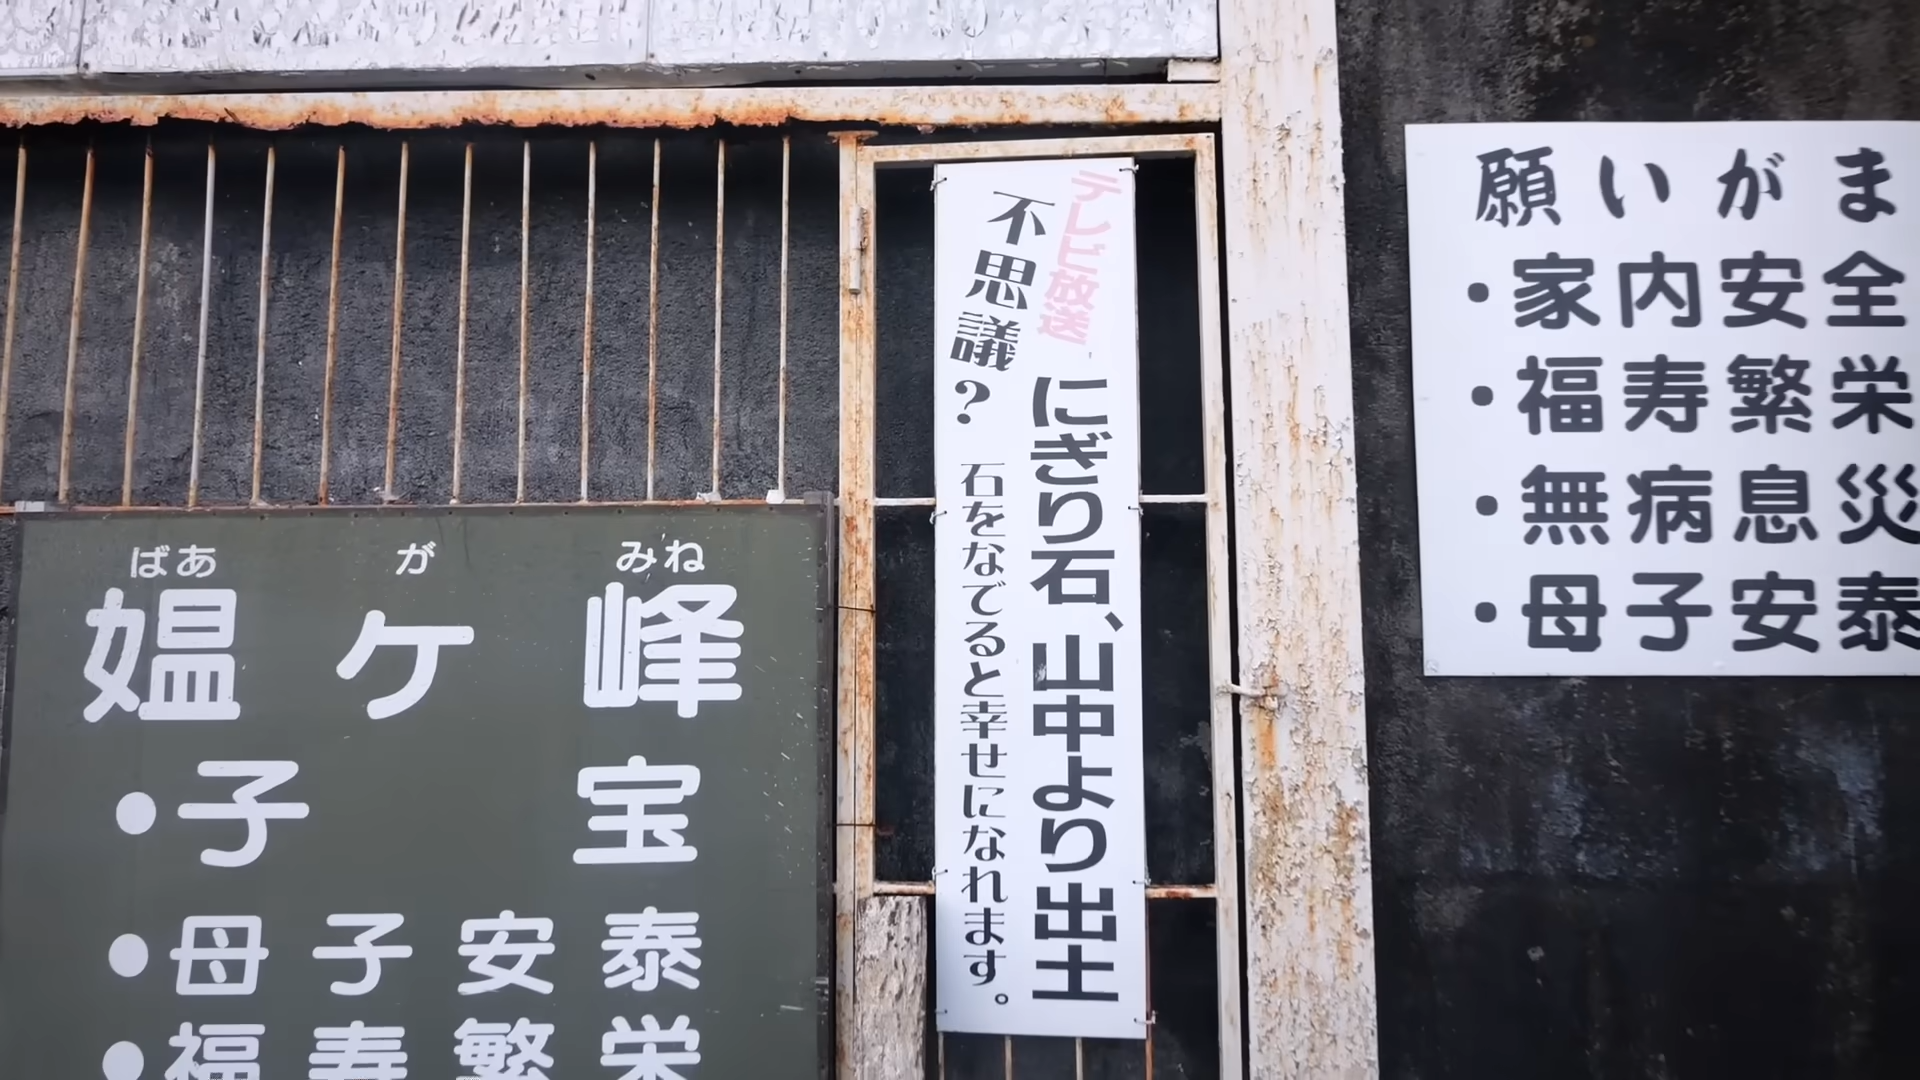 ばあ が みね
媼ヶ峰
・子宝
・母子安泰
・福寿繁栄
テレビ放送
不思議?
にぎり石、山中より出土
石をなでると幸せになれます。
願いがま
・家内安全
・福寿繁栄
・無病息災
・母子安泰